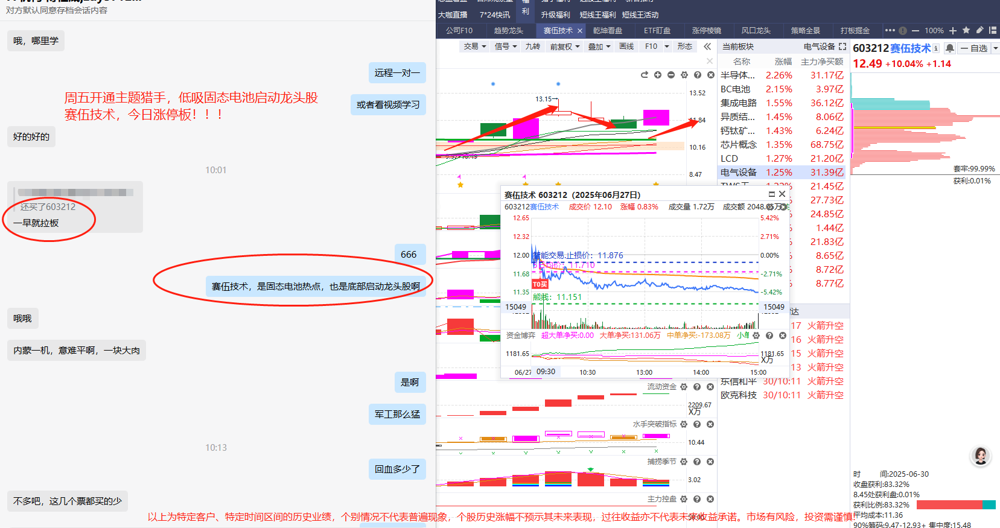 对方默认同意存档会话内容
哦，哪里学
远程一对一
周五开通主题猎手，低吸固态电池启动龙头股
赛伍技术，今日涨停板！！！
或者看视频学习
好的好的
10:01
还买了603212
一早就拉板
666
赛伍技术，是固态电池热点，也是底部启动龙头股啊
哦哦
内蒙一机，意难平啊，一块大肉
是啊
军工那么猛
10:13
回血多少了
不多吧，这几个票都买的少
大咖直播 7*24快讯 福利 升级福利 短线王福利 短线王活动
公司F10 趋势龙头 赛伍技术 × 乾坤看盘 ETF盯盘 涨停棱镜 风口龙头 策略全景 打板掘金 ••• 100%
交易 信号 九转 前复权 叠加 画线 F10 形态
当前板块 电气设备
603212赛伍技术 自选
12.49 +10.04% +1.14
名称 涨幅 主力净买额
半导体... 2.26% 31.17亿
BC电池 2.15% 3.97亿
集成电路 1.55% 36.12亿
异质结... 1.45% 8.06亿
钙钛矿... 1.43% 6.24亿
芯片概念 1.35% 68.75亿
LCD 1.27% 21.20亿
电气设备 1.25% 31.39亿
21.45亿
27.73亿
24.85亿
1.44亿
21.83亿
8.65亿
8.72亿
8.77亿
套牢:99.99%
获利:0.01%
13.15→
13.52
11.84
10.16
8.47
赛伍技术 603212（2025年06月27日）
603212赛伍技术 成交价 12.10 涨幅 0.83% 成交量 1.72万 成交额
12.65 5.42%
12.32 2.71%
12.00 0.00%
11.68 -2.71%
11.35 -5.42%
智能交易.止损价：11.876
日均价：11.710
T0买
熊线：11.151
15049 15049
资金博弈 超大单净买:0.00 大单净买:131.06万 中单净买:-173.08万 小单
1181.65 1181.65
X万
06/27 09:30 10:30 13:00 14:00 15:00
17 火箭升空
16 火箭升空
15 火箭升空
13 火箭升空
东信和平 30/10:11 火箭升空
欧克科技 30/10:11 火箭升空
流动资金
2209.67
X万
水手突破指标
10.44
捕捞季节
3.02
主力控盘
时 间:2025-06-30
收盘获利:83.32%
8.45处获利盘:0.01%
获利比例:83.32%
平均成本:11.36
90%筹码:9.47-12.93+ 集中度:15.48
以上为特定客户、特定时间区间的历史业绩，个别情况不代表普遍现象，个股历史涨幅不预示其未来表现，过往收益亦不代表未来收益承诺。市场有风险，投资需谨慎!